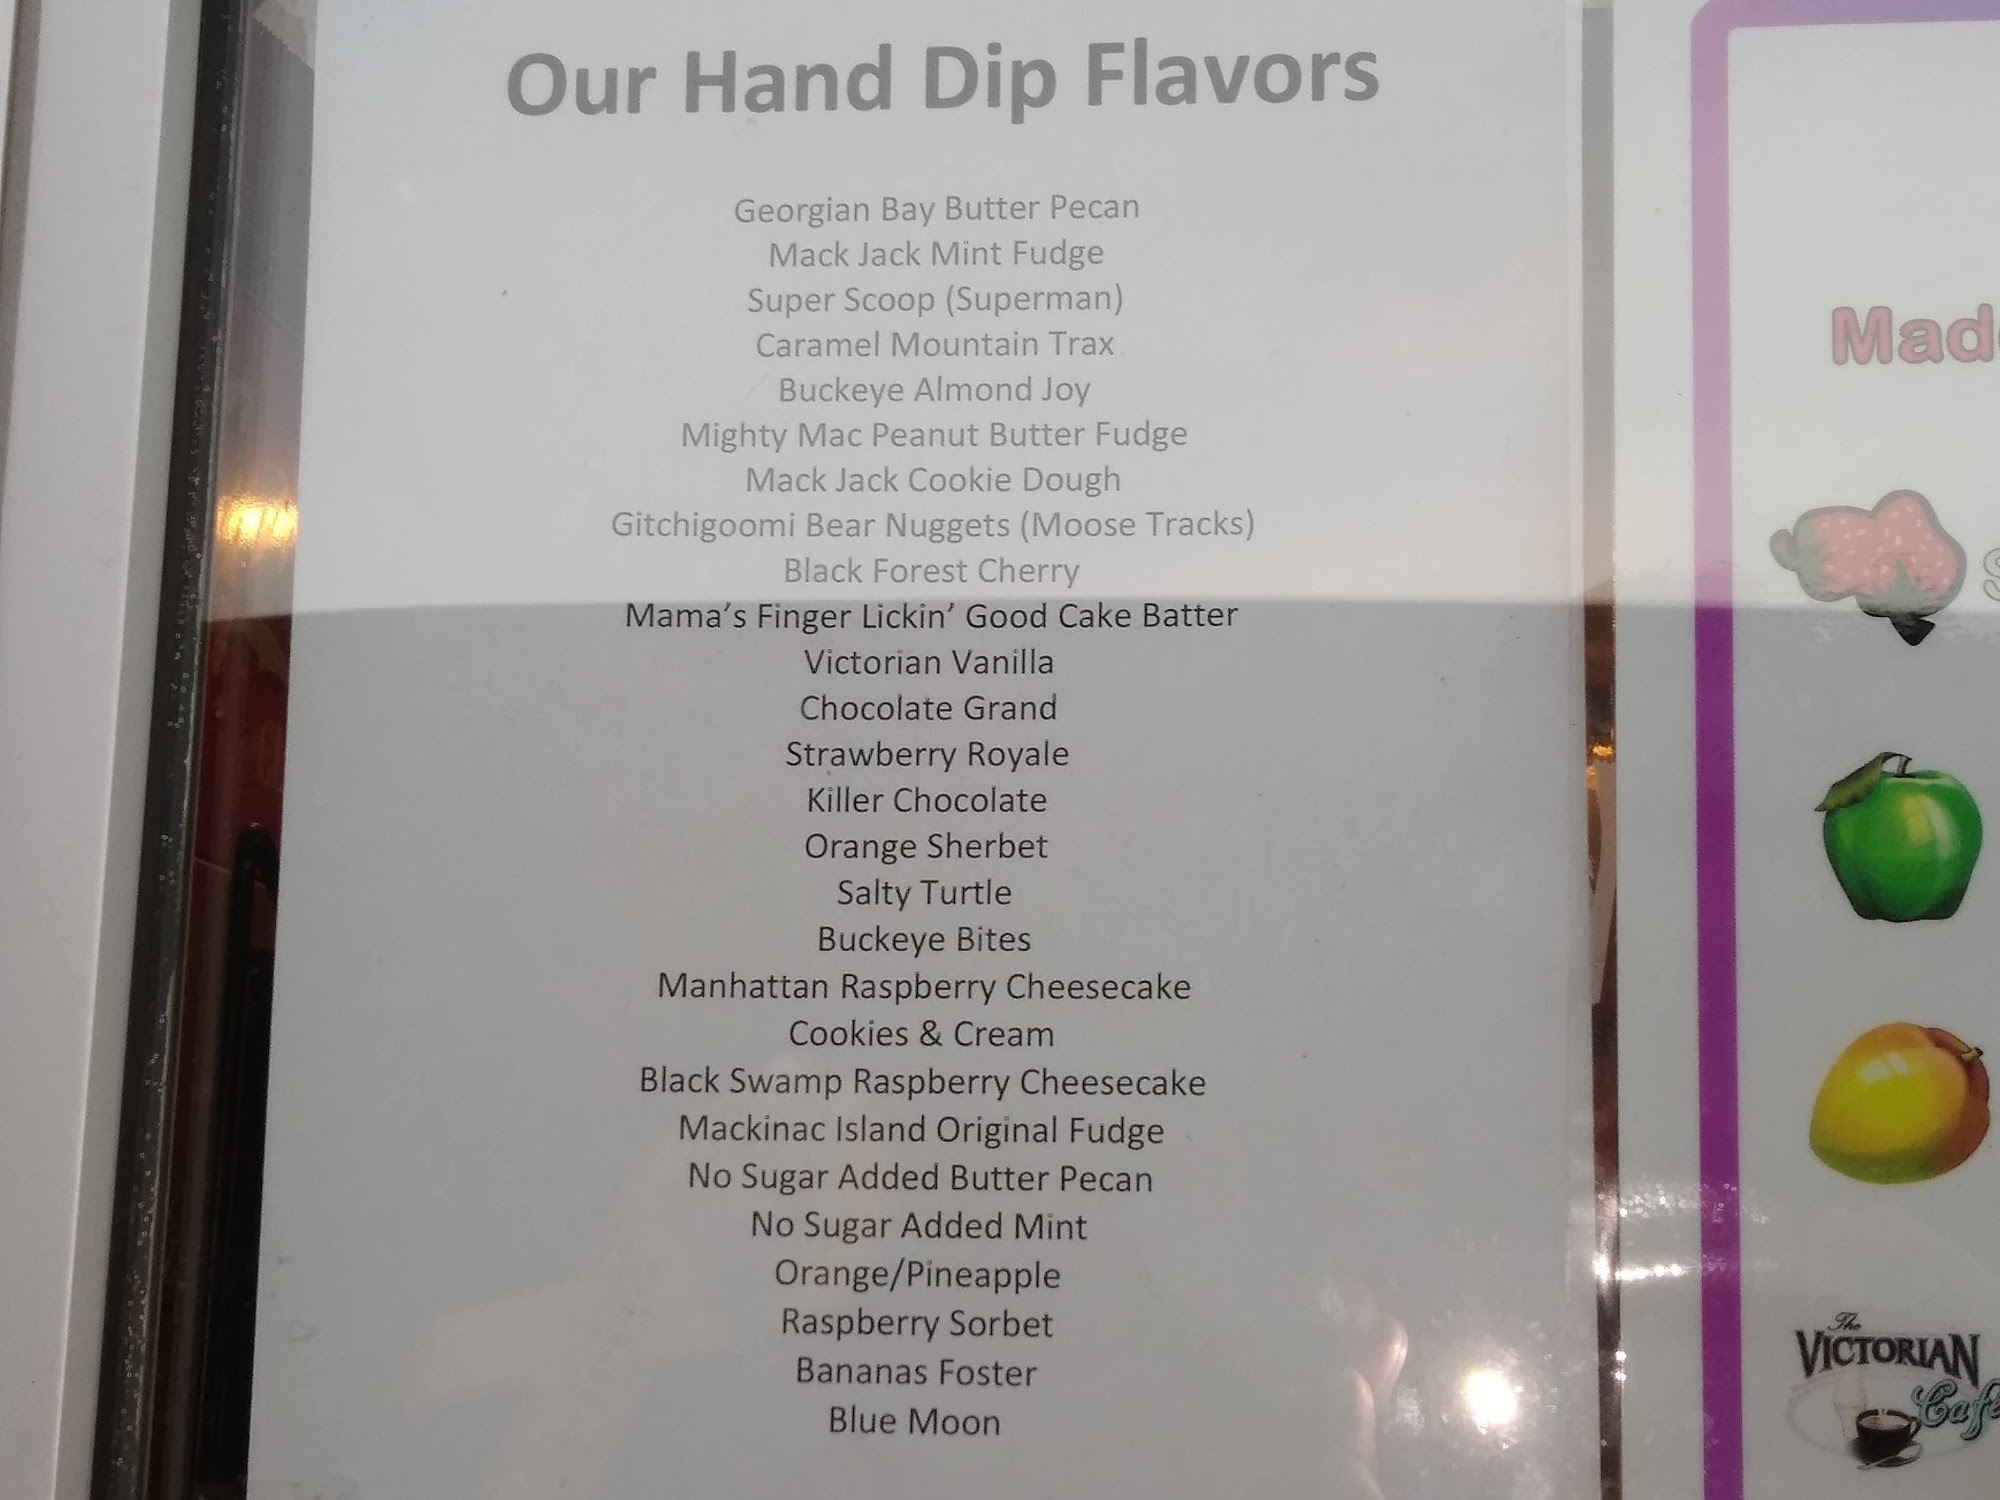 Our Hand Dip Flavors
Georgian Bay Butter Pecan
Mack Jack Mint Fudge
Super Scoop (Superman)
Caramel Mountain Trax
Buckeye Almond Joy
Mighty Mac Peanut Butter Fudge
Mack Jack Cookie Dough
Gitchigoomi Bear Nuggets (Moose Tracks)
Black Forest Cherry
Mama’s Finger Lickin’ Good Cake Batter
Victorian Vanilla
Chocolate Grand
Strawberry Royale
Killer Chocolate
Orange Sherbet
Salty Turtle
Buckeye Bites
Manhattan Raspberry Cheesecake
Cookies & Cream
Black Swamp Raspberry Cheesecake
Mackinac Island Original Fudge
No Sugar Added Butter Pecan
No Sugar Added Mint
Orange/Pineapple
Raspberry Sorbet
Bananas Foster
Blue Moon
The
VICTORIAN
Café